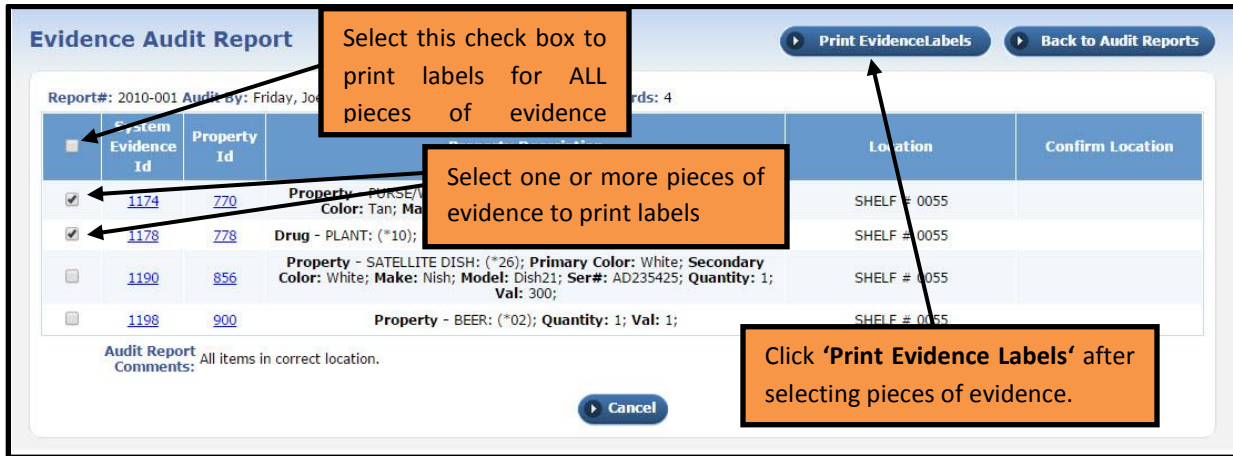 Evidence Audit Report
Select this check box to
print labels for ALL
pieces of evidence
Print EvidenceLabels
Back to Audit Reports
Report#: 2010-001 Audit By: Friday, Joe
rds: 4
System
Evidence
Id
Property
Id
Location
Confirm Location
Select one or more pieces of
evidence to print labels
1174
770
Property - PURSE/
Color: Tan;
SHELF # 0055
1178
778
Drug - PLANT: (*10);
SHELF # 0055
1190
856
Property - SATELLITE DISH: (*26); Primary Color: White; Secondary
Color: White; Make: Nish; Model: Dish21; Ser#: AD235425; Quantity: 1;
Val: 300;
SHELF # 0055
1198
900
Property - BEER: (*02); Quantity: 1; Val: 1;
SHELF # 0055
Audit Report
Comments:
All items in correct location.
Click ‘Print Evidence Labels‘ after
selecting pieces of evidence.
Cancel